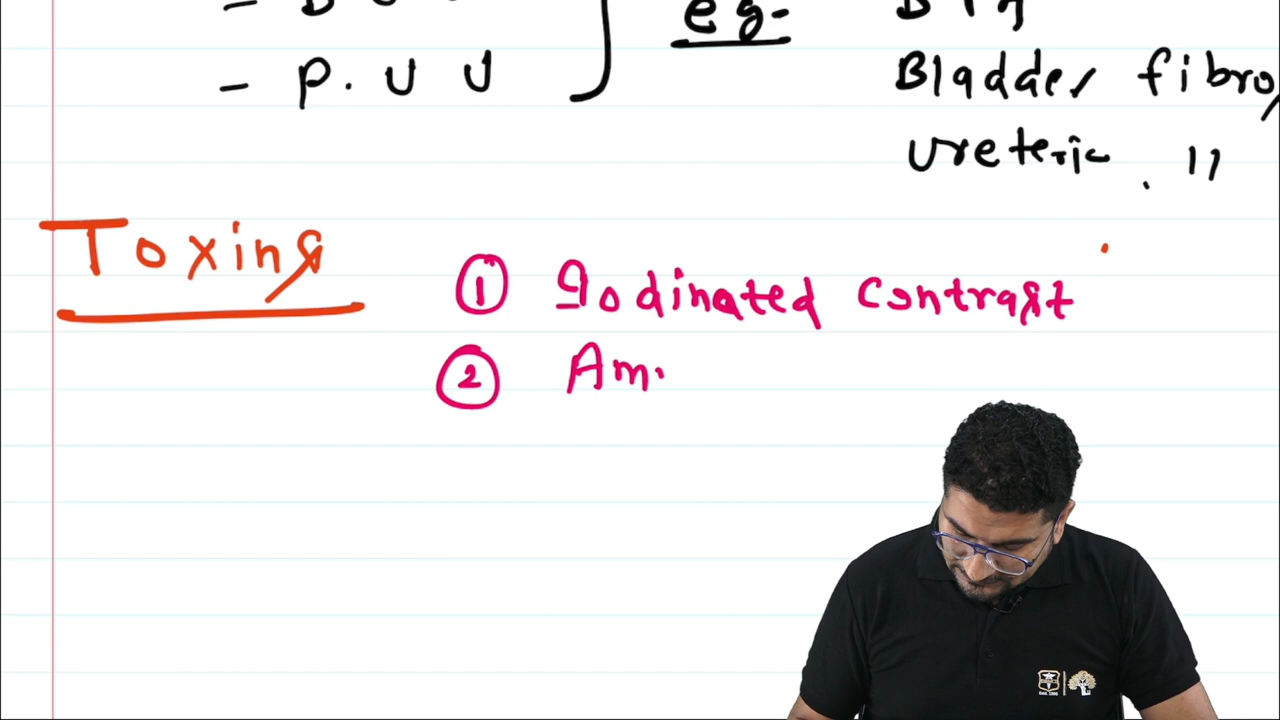 eg-
- P. U U
Bladder fibro
Ureteric "
Toxins
① Iodinated Contrast
② Am